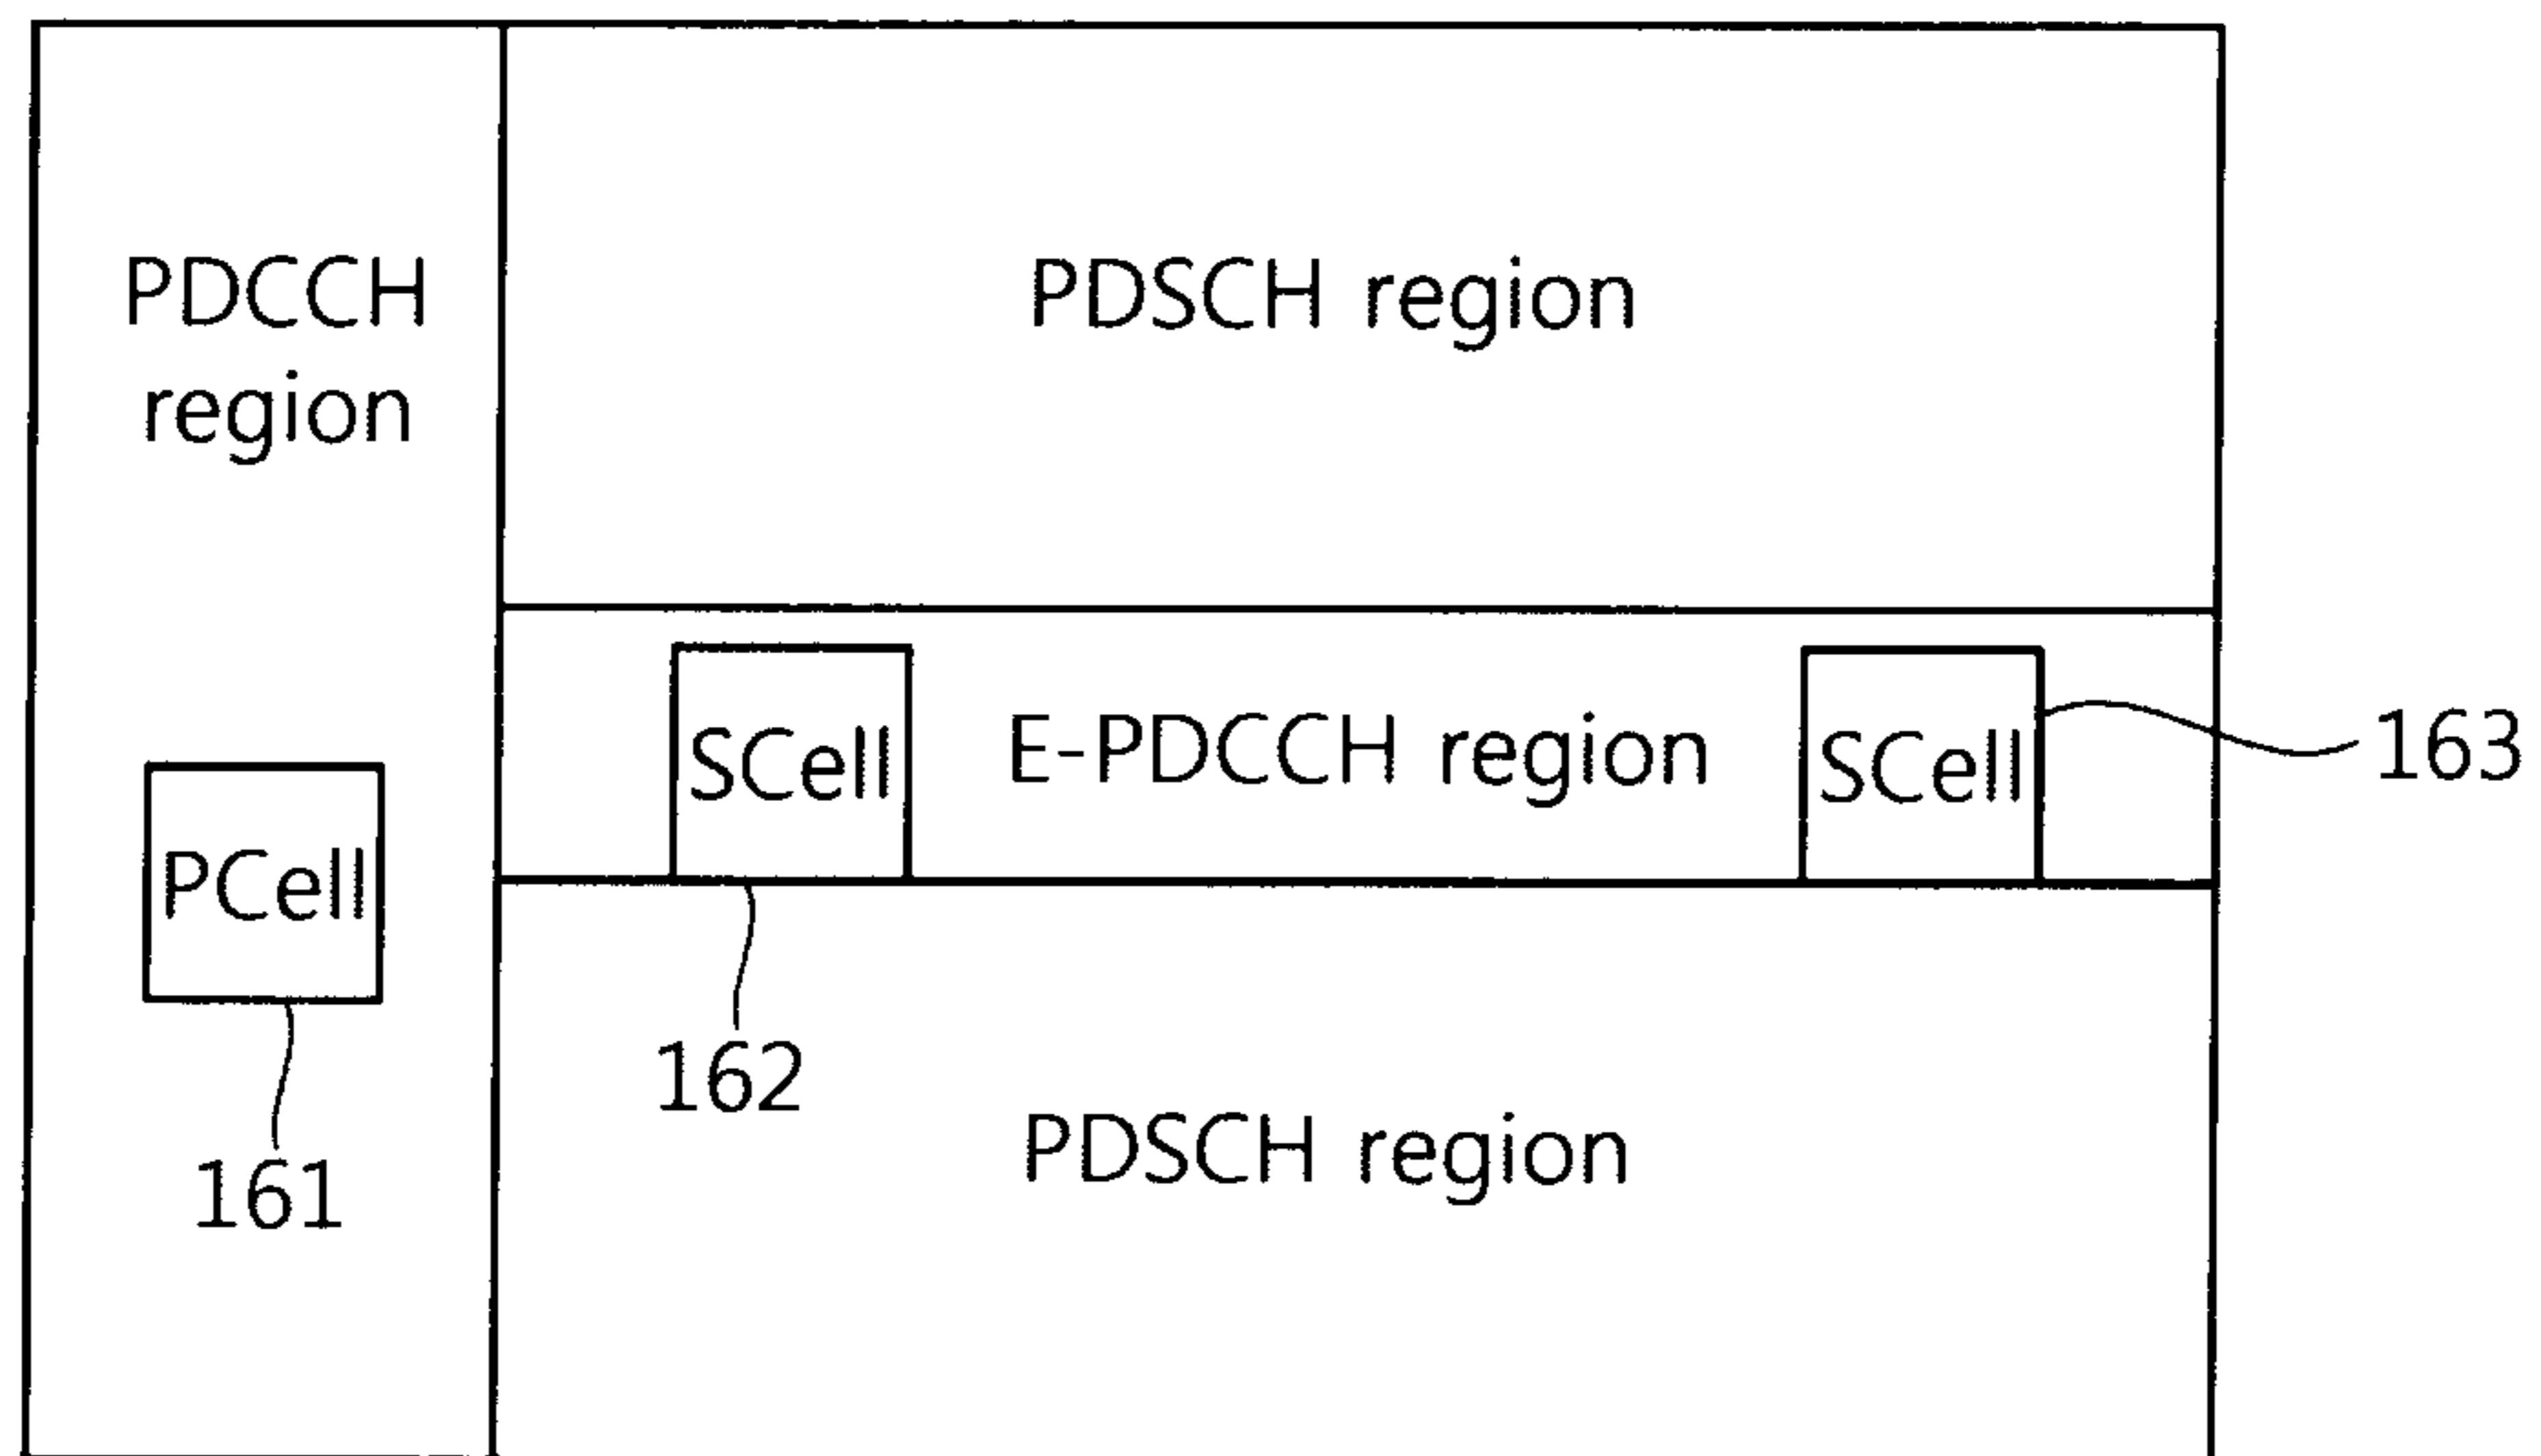 PDCCH
region
PDSCH region
PCell
161
SCell
E-PDCCH region
SCell
163
162
PDSCH region